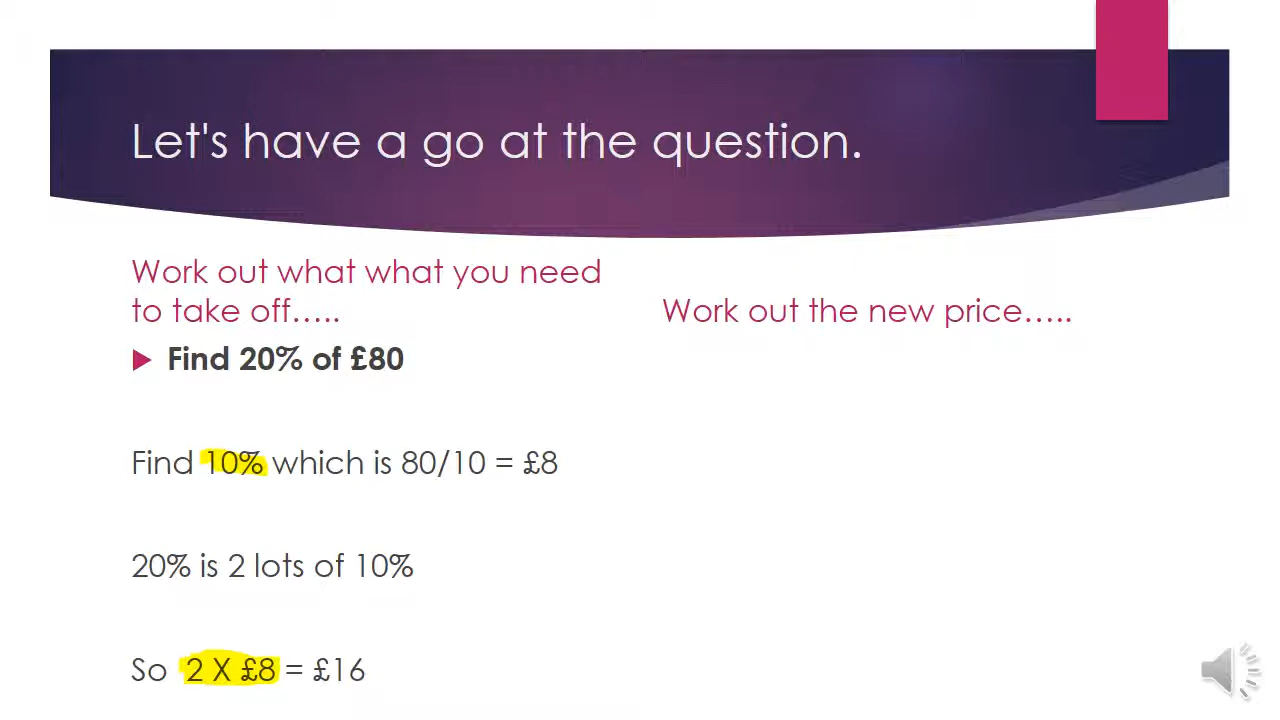 Let's have a go at the question.
Work out what what you need
to take off.....
Find 20% of £80
Find 10% which is 80/10 = £8
20% is 2 lots of 10%
So 2 X £8 = £16
Work out the new price.....